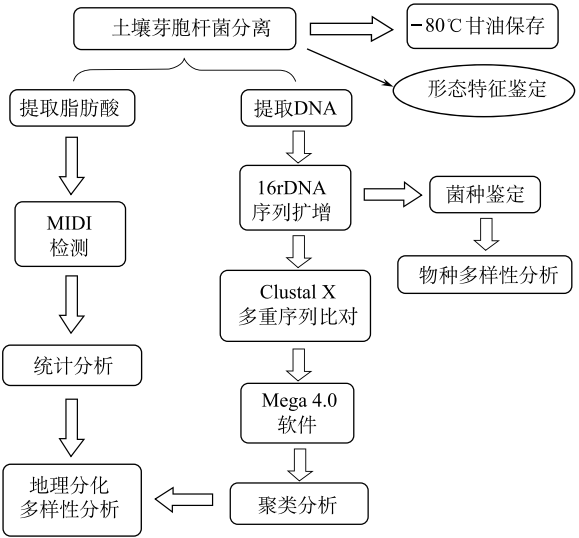 土壤芽胞杆菌分离
－80℃甘油保存
形态特征鉴定
提取脂肪酸
提取DNA
MIDI
检测
16rDNA
序列扩增
菌种鉴定
物种多样性分析
Clustal X
多重序列比对
统计分析
Mega 4.0
软件
地理分化
多样性分析
聚类分析